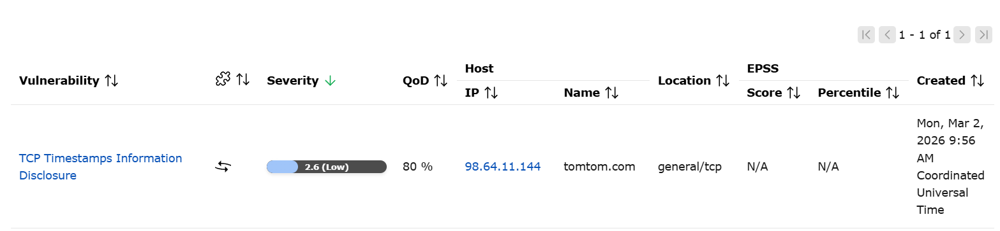 1 - 1 of 1
Host
EPSS
Vulnerability Severity QoD Location Created
IP Name Score Percentile
Mon, Mar 2,
2026 9:56
AM
Coordinated
Universal
Time
TCP Timestamps Information
Disclosure
2.6 (Low)
80 %
98.64.11.144
tomtom.com
general/tcp
N/A
N/A